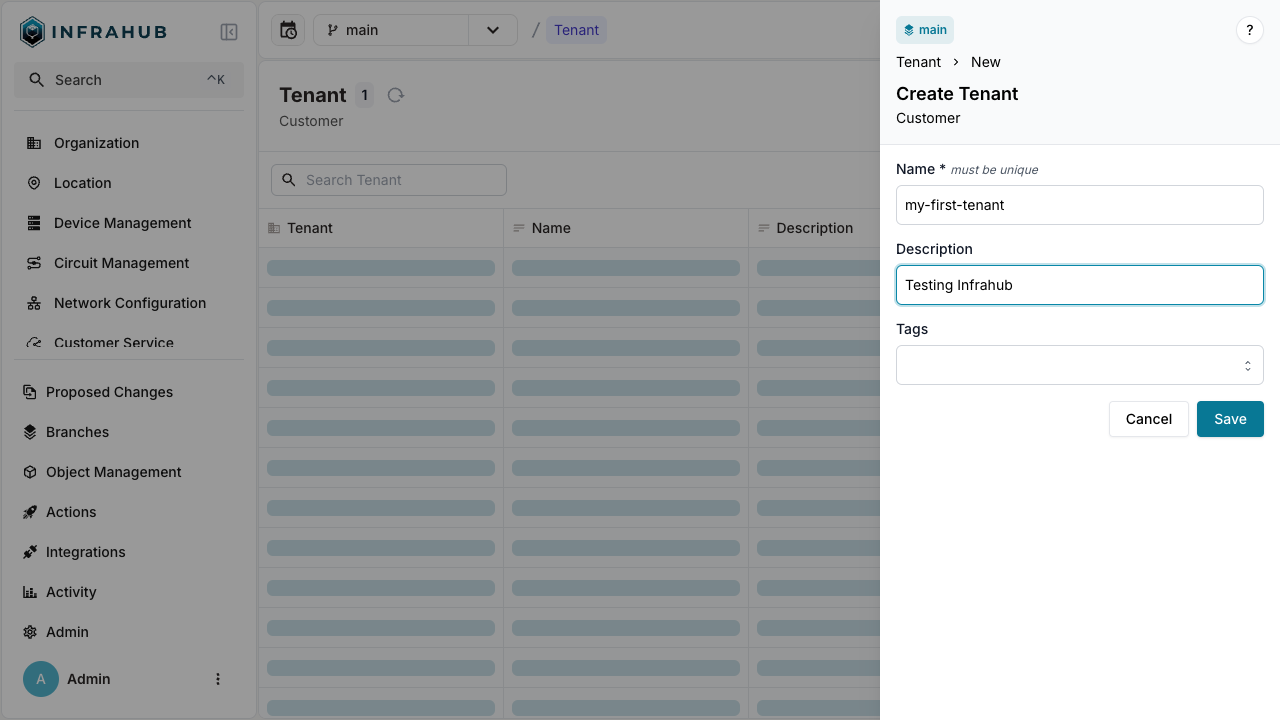 INFRAHUB
Search ^K
Organization
Location
Device Management
Circuit Management
Network Configuration
Customer Service
Proposed Changes
Branches
Object Management
Actions
Integrations
Activity
Admin
A Admin
main / Tenant
Tenant 1
Customer
Search Tenant
Tenant Name Description
main ?
Tenant > New
Create Tenant
Customer
Name * must be unique
my-first-tenant
Description
Testing Infrahub
Tags
Cancel Save